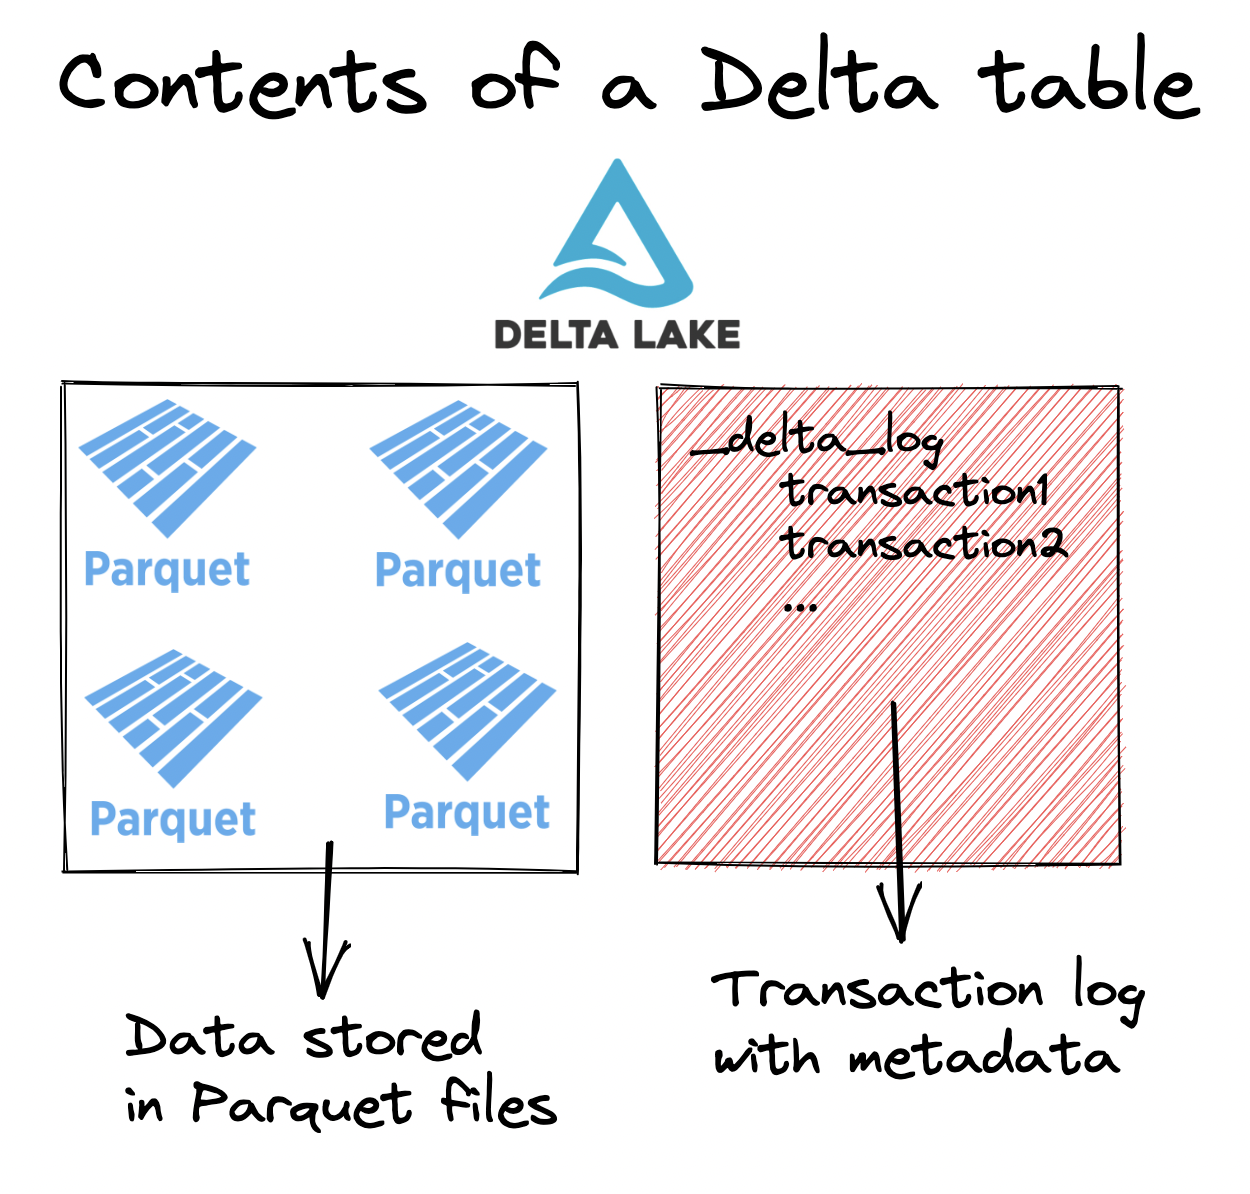 Contents of a Delta table
DELTA LAKE
Parquet
Parquet
Parquet
Parquet
_delta_log
transaction1
transaction2
...
Data stored
in Parquet files
Transaction log
with metadata